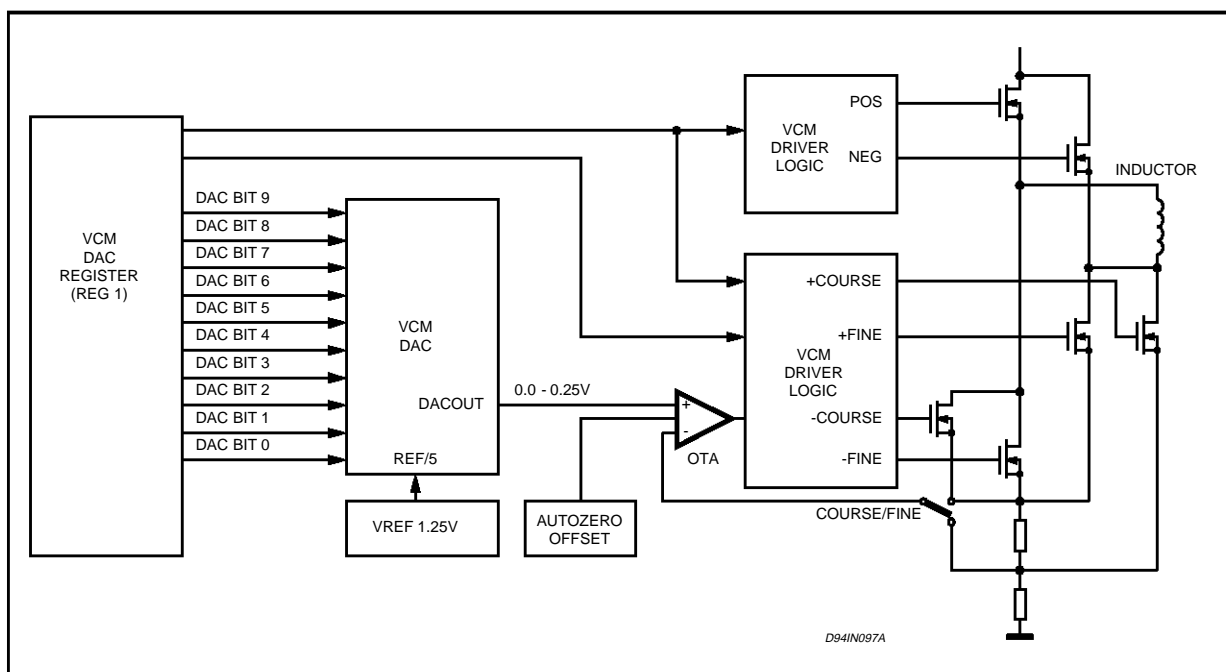 VCM
DAC
REGISTER
(REG 1)
DAC BIT 9
DAC BIT 8
DAC BIT 7
DAC BIT 6
DAC BIT 5
DAC BIT 4
DAC BIT 3
DAC BIT 2
DAC BIT 1
DAC BIT 0
VCM
DAC
DACOUT
REF/5
VREF 1.25V
0.0 - 0.25V
AUTOZERO
OFFSET
+
-
OTA
VCM
DRIVER
LOGIC
POS
NEG
VCM
DRIVER
LOGIC
+COURSE
+FINE
-COURSE
-FINE
COURSE/FINE
INDUCTOR
D94IN097A